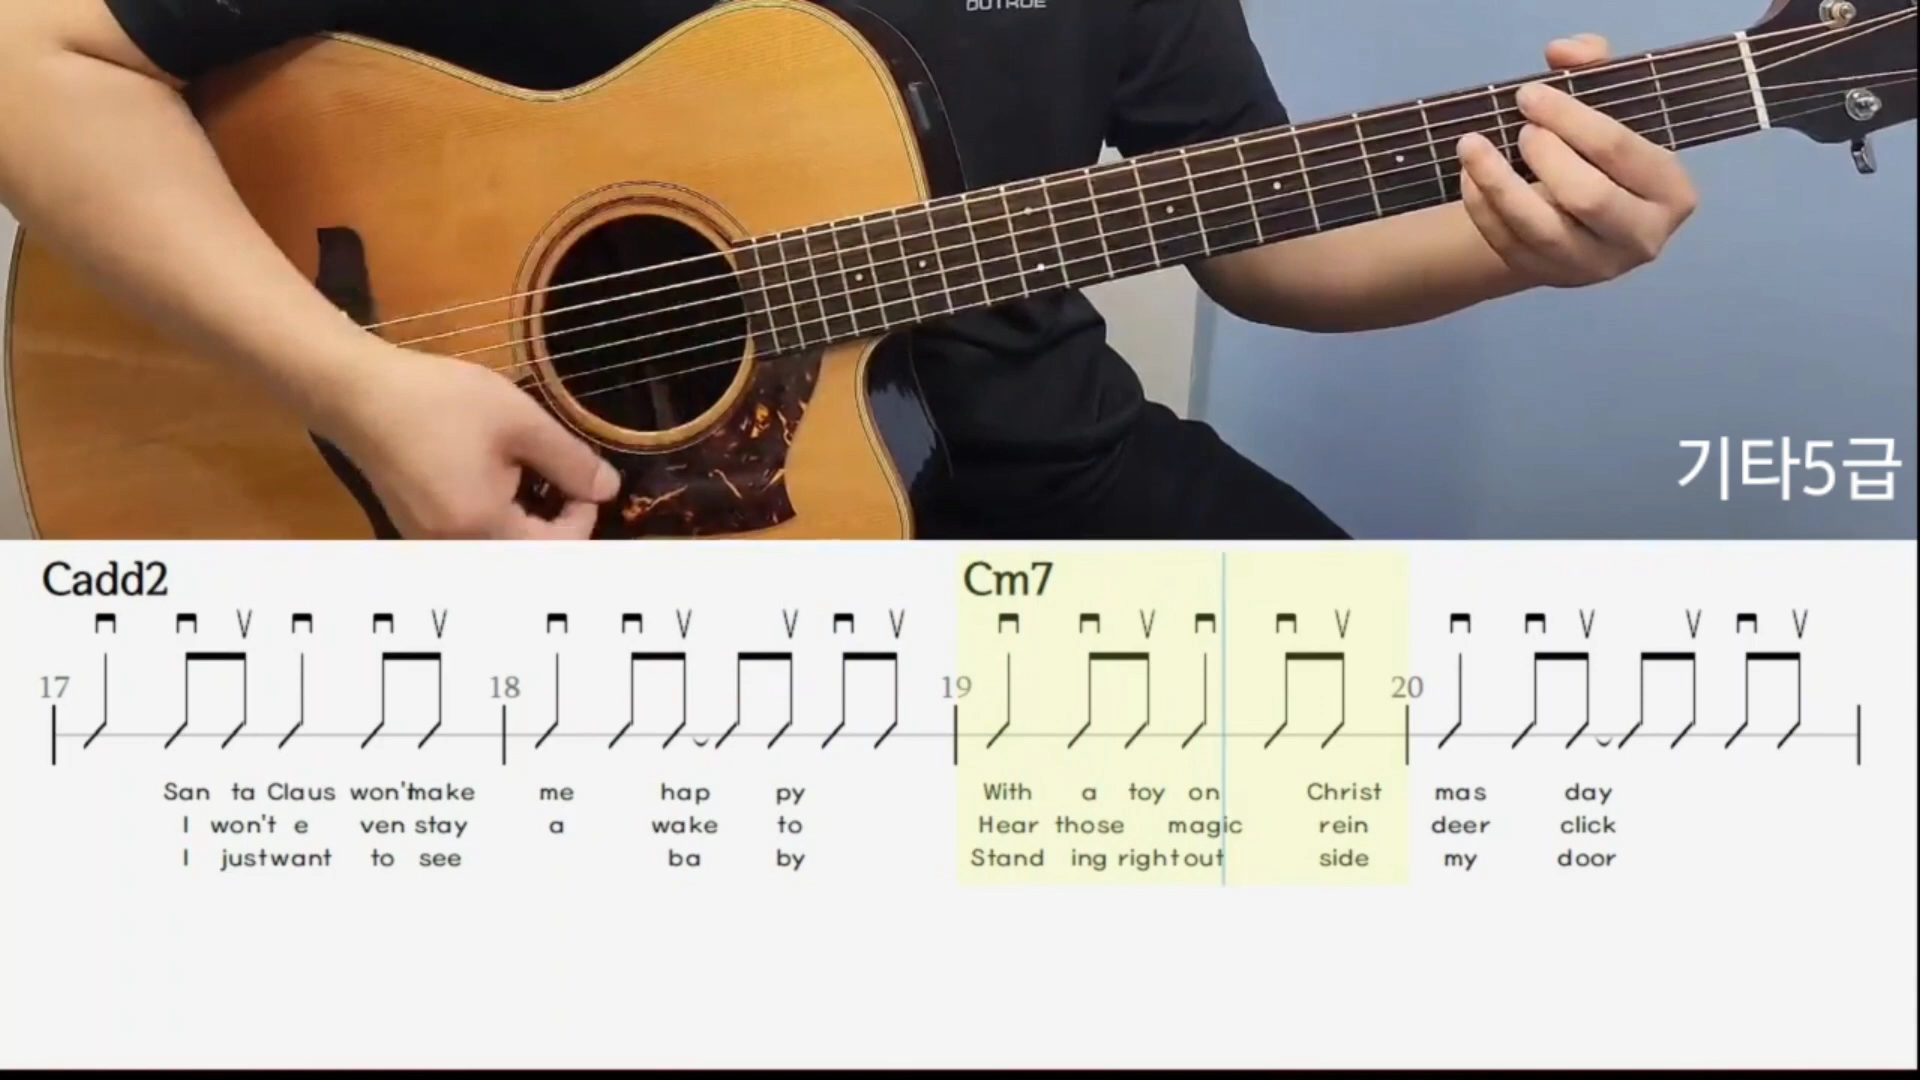 OUTROE
기타5급
Cadd2
Cm7
17
18
19
20
San ta Claus won't make me hap py With a toy on Christ mas day
I won't e ven stay a wake to Hear those magic rein deer click
I just want to see ba by Stand ing right out side my door